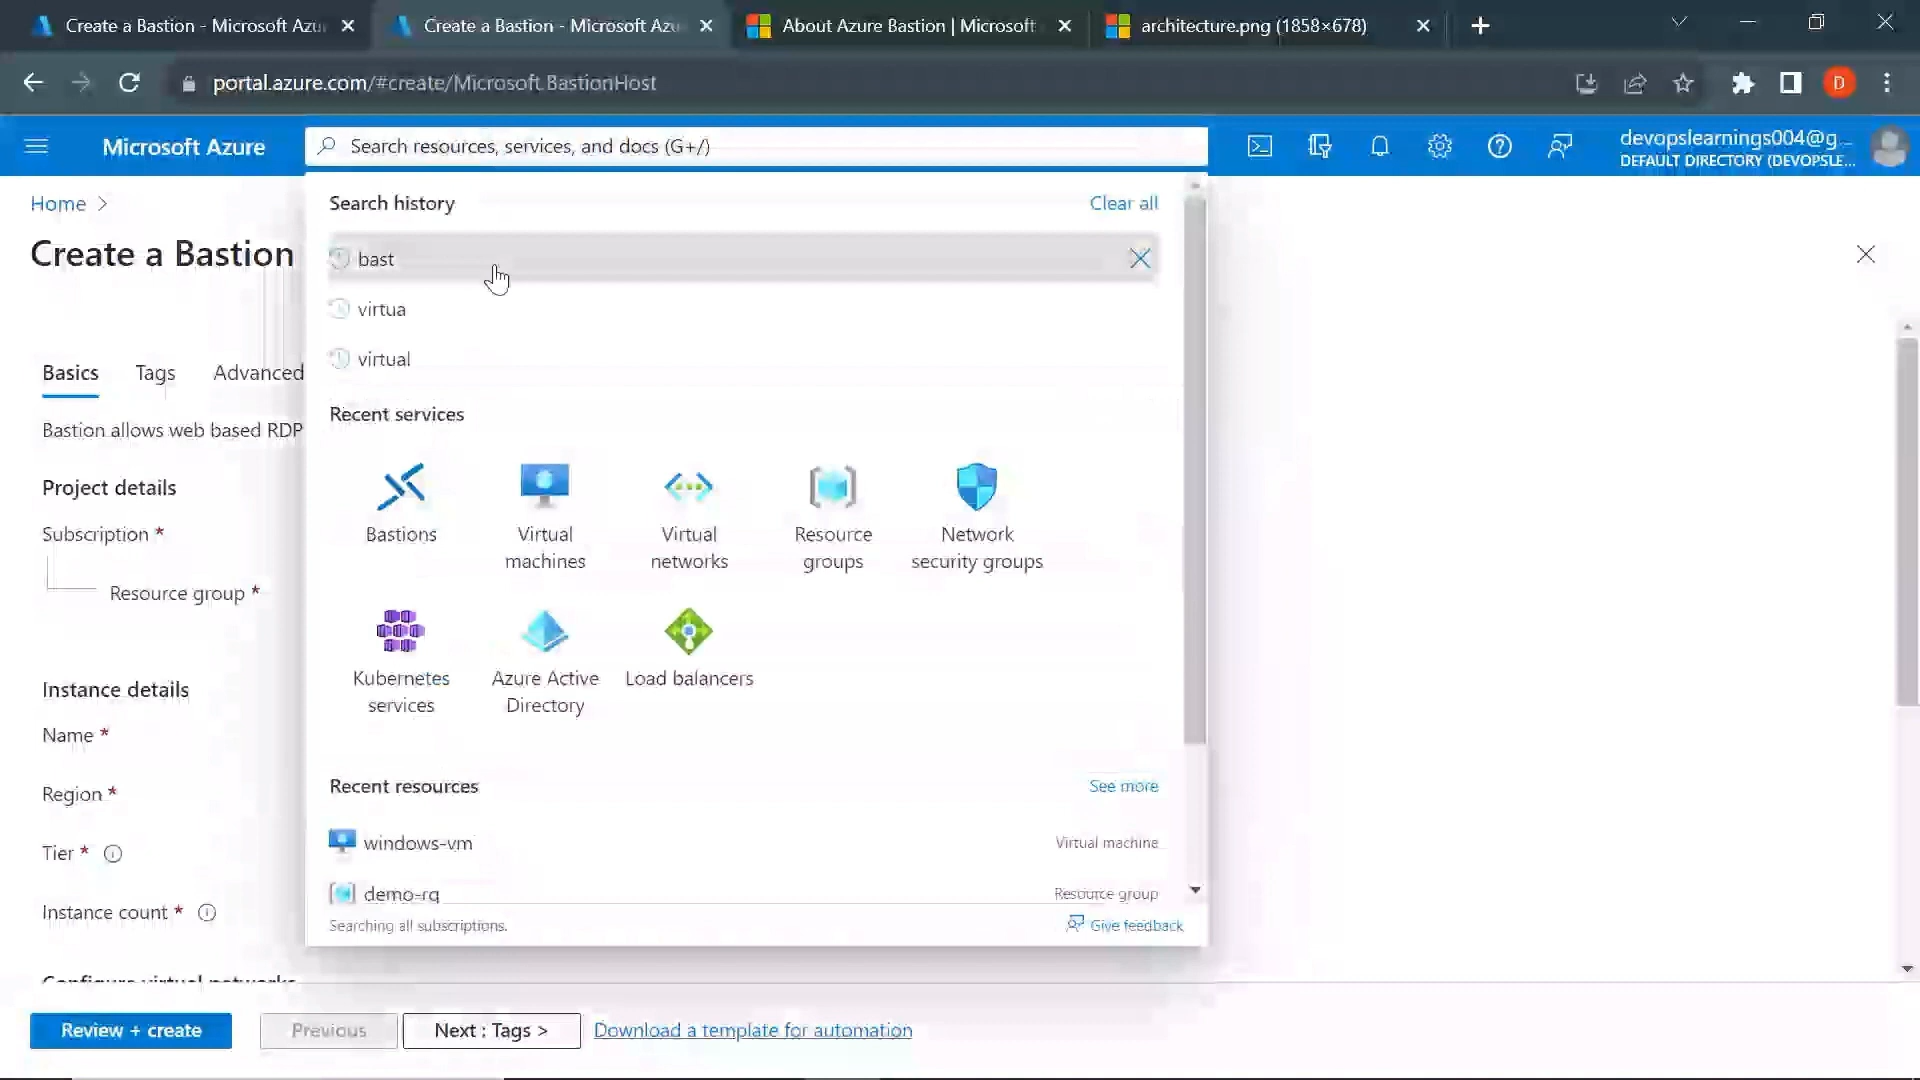 Create a Bastion - Microsoft Azu
Create a Bastion - Microsoft Azu
About Azure Bastion | Microsoft
architecture.png (1858×678)
portal.azure.com/#create/Microsoft.BastionHost
D
Microsoft Azure
Search resources, services, and docs (G+/)
devopslearnings004@g...
DEFAULT DIRECTORY (DEVOPSLE...
Home >
Create a Bastion
Search history
Clear all
bast
virtua
virtual
Basics Tags Advanced
Bastion allows web based RDP
Project details
Subscription *
Resource group *
Instance details
Name *
Region *
Tier *
Instance count *
Configure virtual networks
Recent services
Bastions
Virtual machines
Virtual networks
Resource groups
Network security groups
Kubernetes services
Azure Active Directory
Load balancers
Recent resources
See more
windows-vm
Virtual machine
demo-rg
Resource group
Searching all subscriptions.
Give feedback
Review + create
Previous
Next : Tags >
Download a template for automation